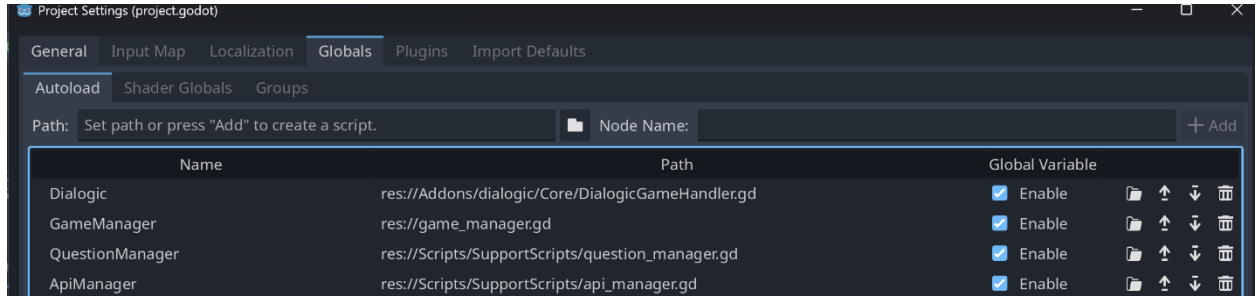 Project Settings (project.godot)
General Input Map Localization Globals Plugins Import Defaults
Autoload Shader Globals Groups
Path: Set path or press "Add" to create a script. Node Name: + Add
Name Path Global Variable
Dialogic res://Addons/dialogic/Core/DialogicGameHandler.gd Enable
GameManager res://game_manager.gd Enable
QuestionManager res://Scripts/SupportScripts/question_manager.gd Enable
ApiManager res://Scripts/SupportScripts/api_manager.gd Enable